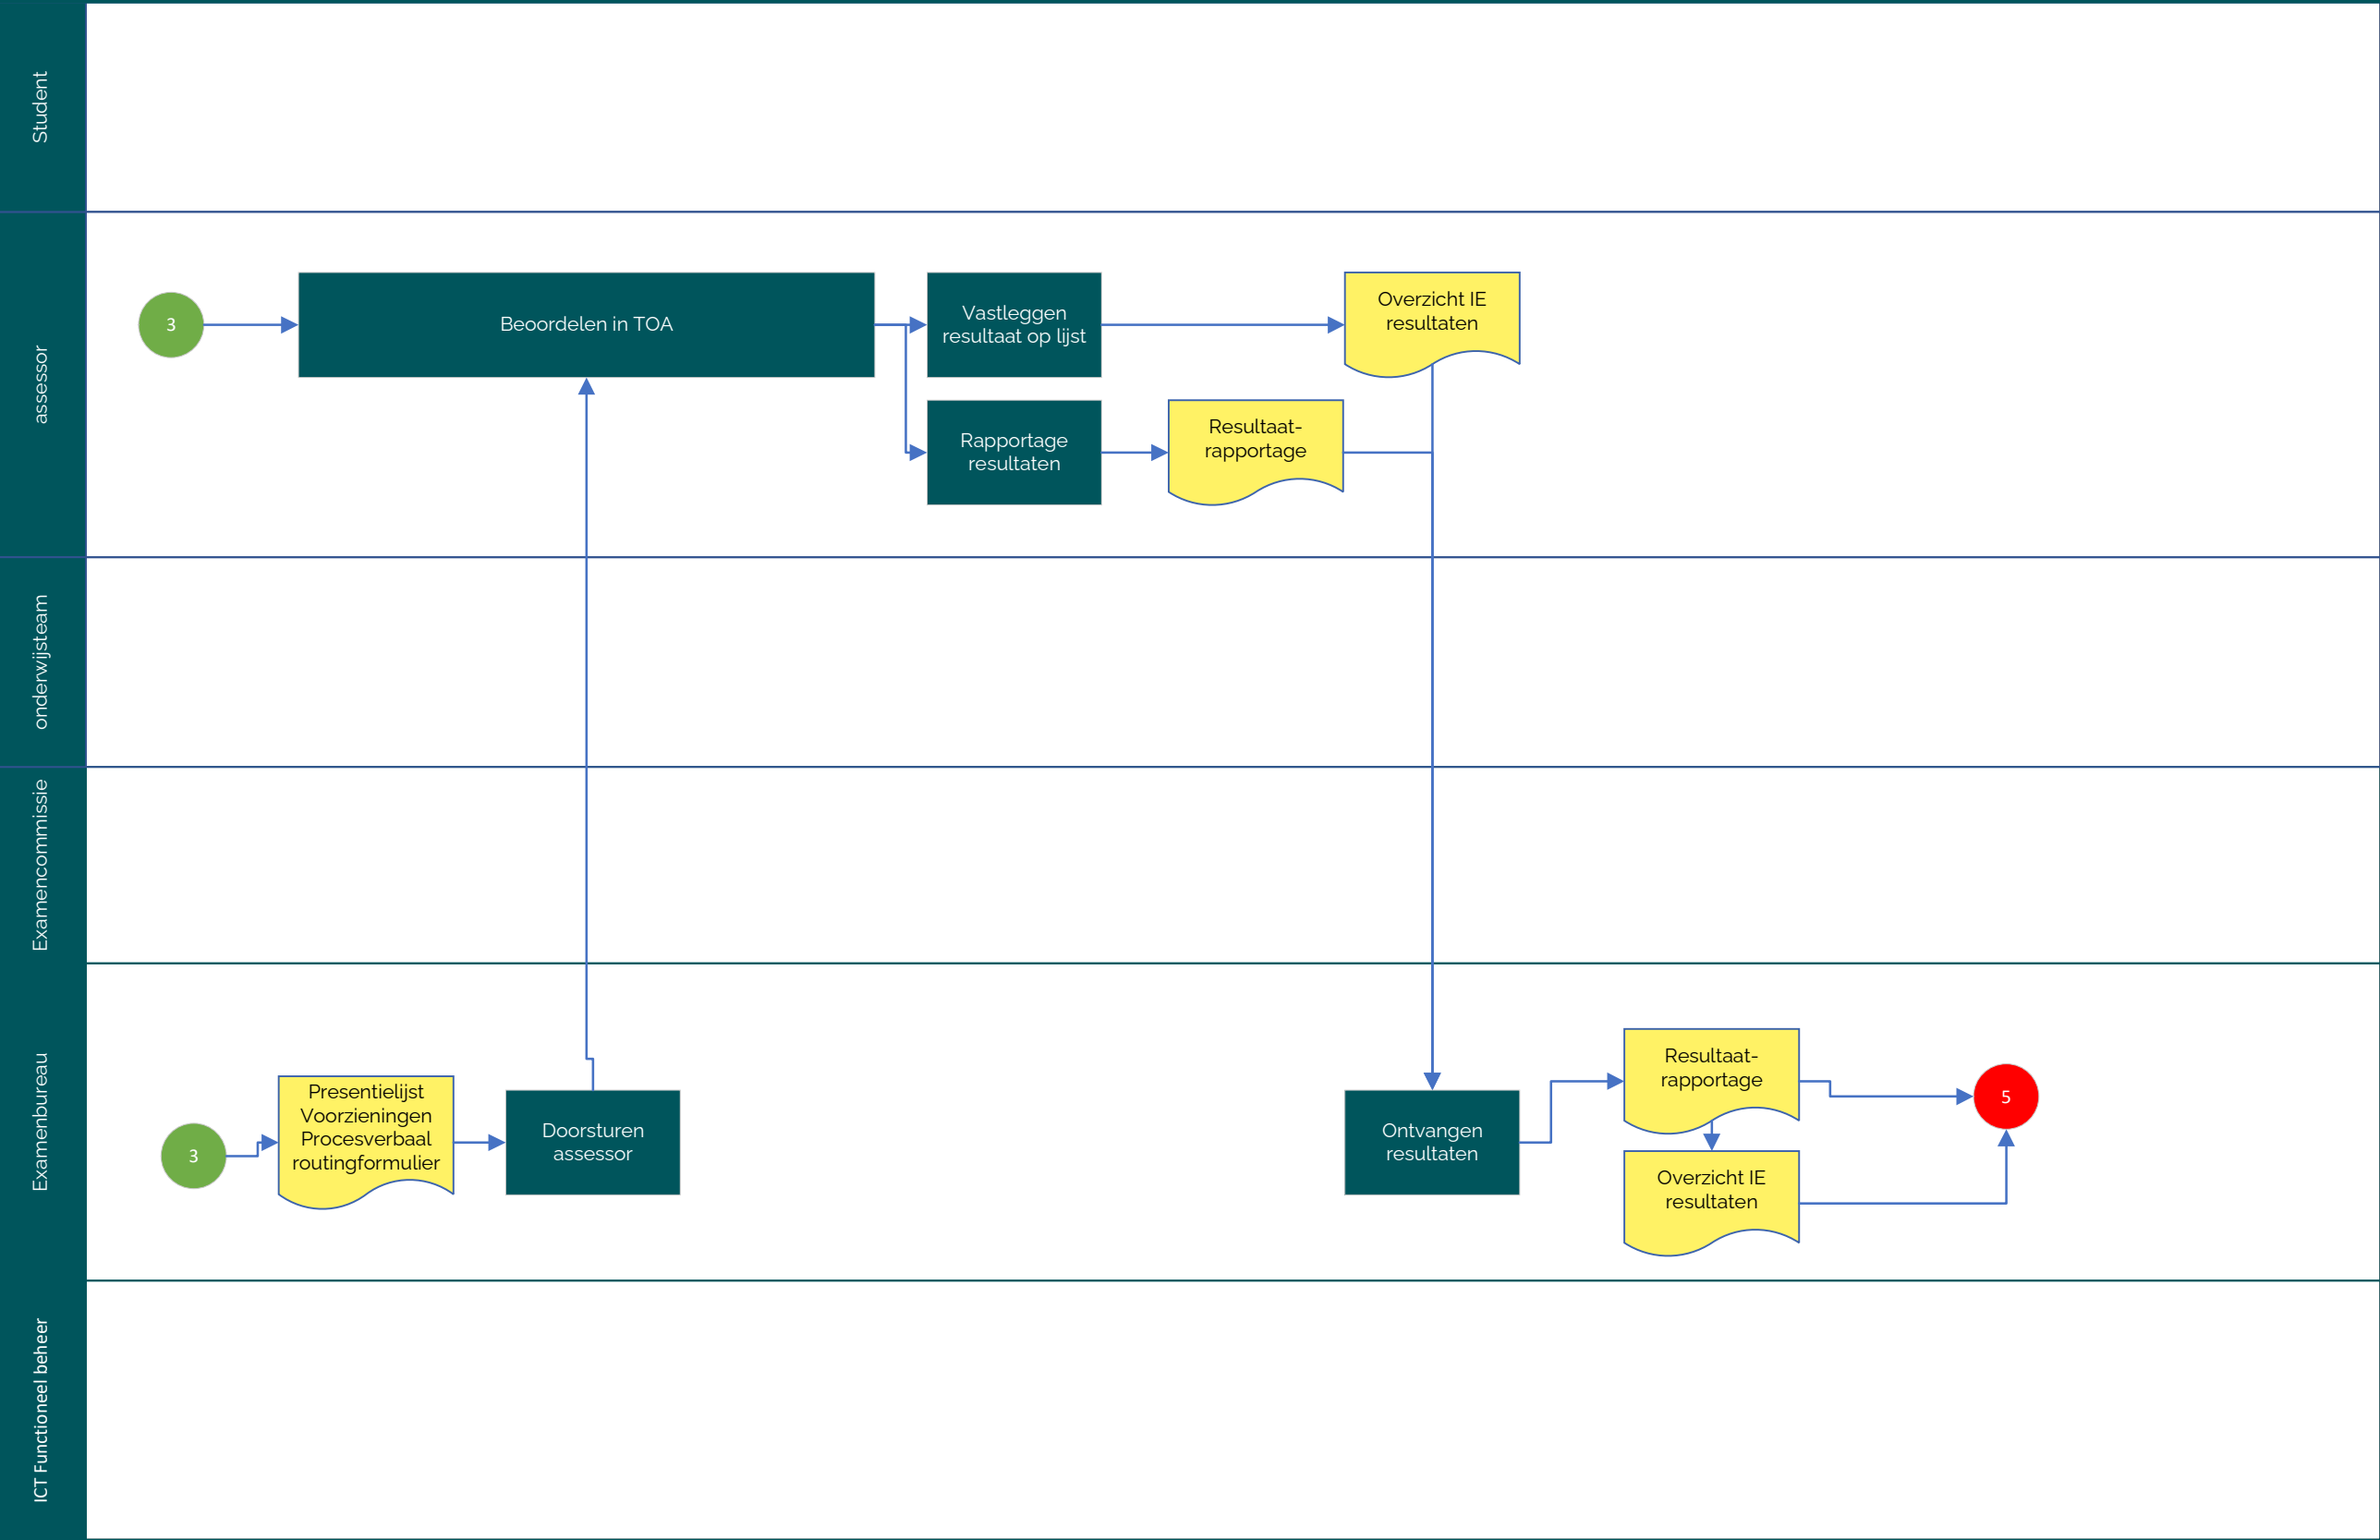 Student
assessor
3
Beoordelen in TOA
Vastleggen
resultaat op lijst
Overzicht IE
resultaten
Rapportage
resultaten
Resultaat-
rapportage
onderwijsteam
Examencommissie
Examenbureau
3
Presentielijst
Voorzieningen
Procesverbaal
routingformulier
Doorsturen
assessor
Ontvangen
resultaten
Resultaat-
rapportage
Overzicht IE
resultaten
5
ICT Functioneel beheer